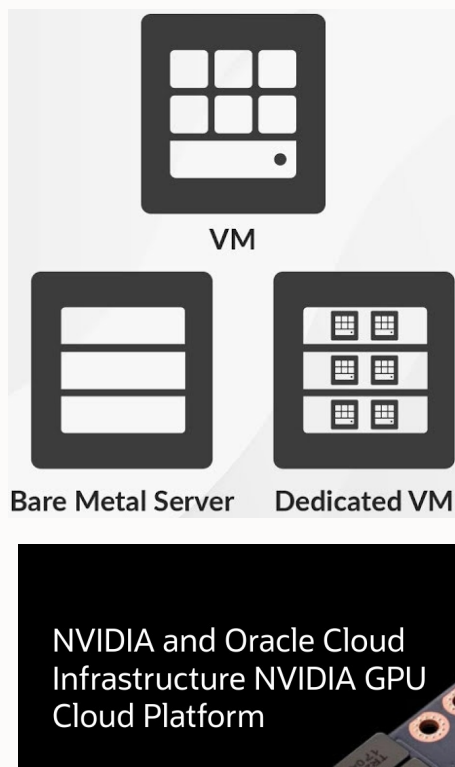 VM
Bare Metal Server
Dedicated VM
NVIDIA and Oracle Cloud
Infrastructure NVIDIA GPU
Cloud Platform